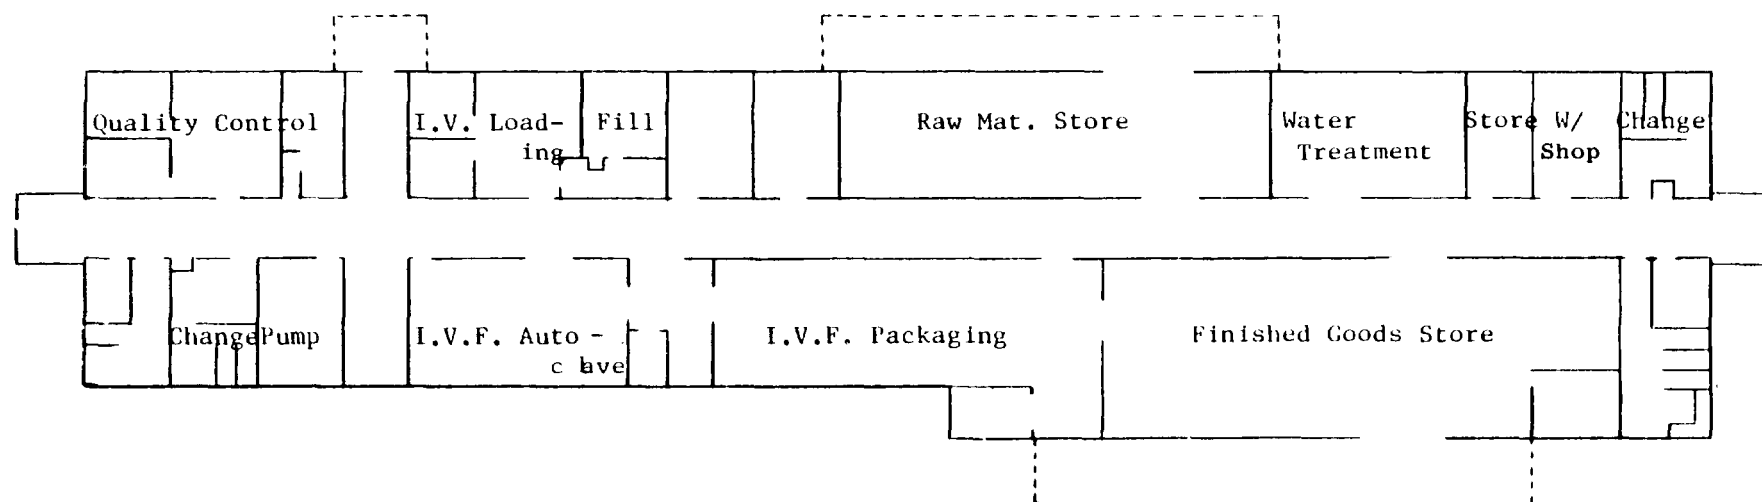 Quality Control
I.V. Load-
ing
Fill
Raw Mat. Store
Water
Treatment
Store
W/
Shop
Change
Change
Pump
I.V.F. Auto-
clave
I.V.F. Packaging
Finished Goods Store